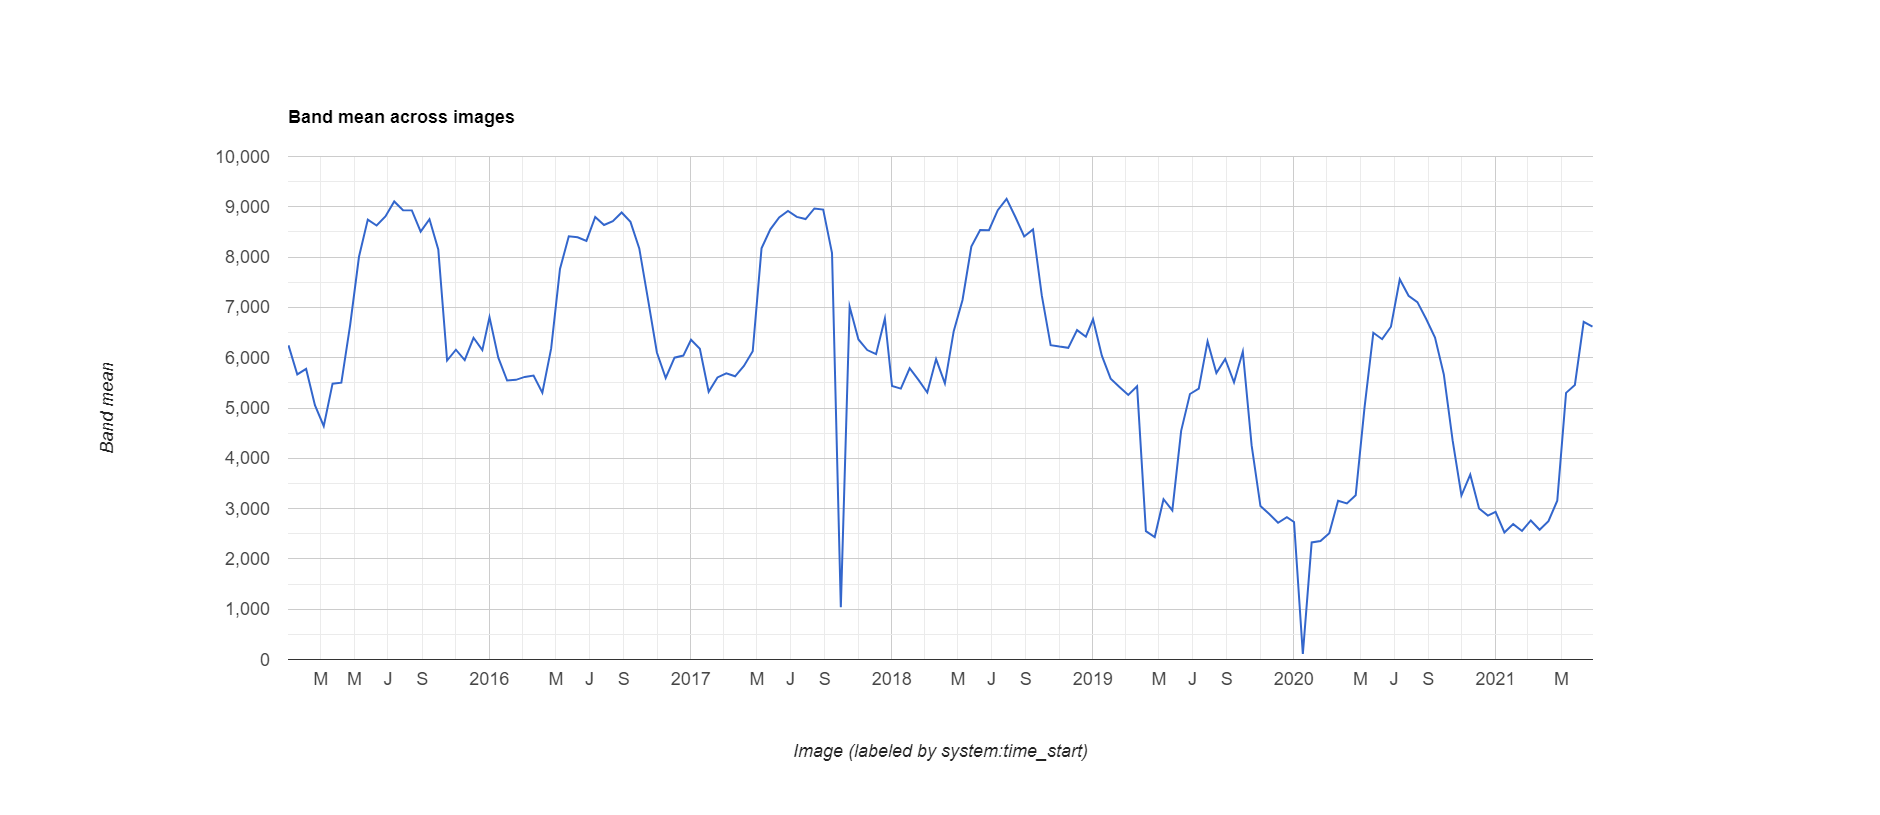 Band mean across images
10,000
9,000
8,000
7,000
6,000
5,000
4,000
3,000
2,000
1,000
0
Band mean
M M J S 2016 M J S 2017 M J S 2018 M J S 2019 M J S 2020 M J S 2021 M
Image (labeled by system:time_start)